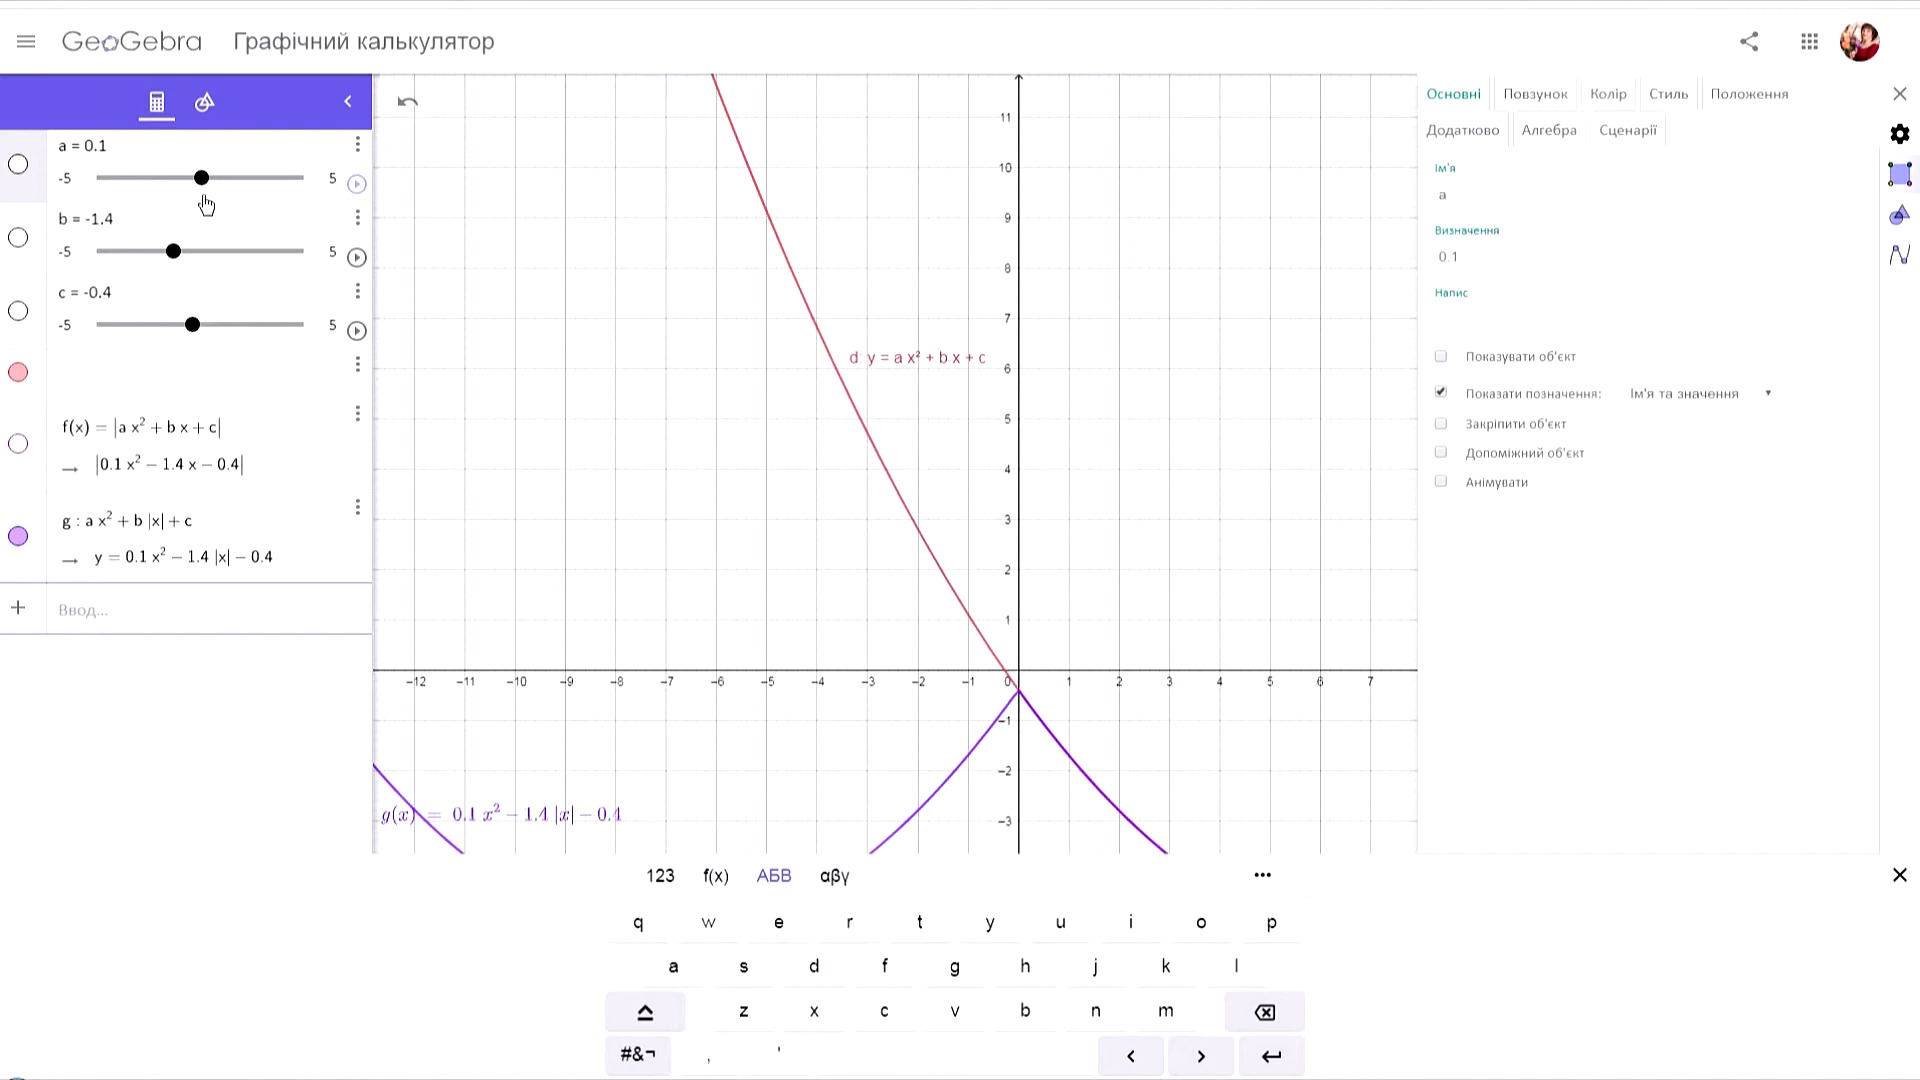 GeoGebra Графічний калькулятор
a = 0.1
-5 5
b = -1.4
-5 5
c = -0.4
-5 5
f(x) = |a x² + b x + c|
→ |0.1 x² − 1.4 x − 0.4|
g : a x² + b |x| + c
→ y = 0.1 x² − 1.4 |x| − 0.4
+ Ввод...
11
10
9
8
7
d: y = a x² + b x + c
6
5
4
3
2
1
−12 −11 −10 −9 −8 −7 −6 −5 −4 −3 −2 −1 0 1 2 3 4 5 6 7
−1
−2
g(x) = 0.1 x² − 1.4 |x| − 0.4
−3
Основні Повзунок Колір Стиль Положення
Додатково Алгебра Сценарії
Ім'я
a
Визначення
0.1
Напис
Показувати об'єкт
Показати позначення: Ім'я та значення
Закріпити об'єкт
Допоміжний об'єкт
Анімувати
123 f(x) АБВ αβγ
q w e r t y u i o p
a s d f g h j k l
z x c v b n m
#&¬ , '